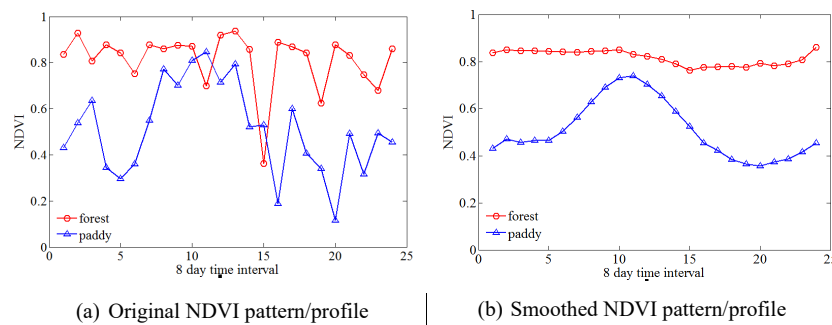 1
0.8
0.6
0.4
0.2
0
NDVI
forest
paddy
0 5 10 15 20 25
8 day time interval
(a) Original NDVI pattern/profile
1
0.8
0.6
0.4
0.2
0
NDVI
forest
paddy
0 5 10 15 20 25
8 day time interval
(b) Smoothed NDVI pattern/profile